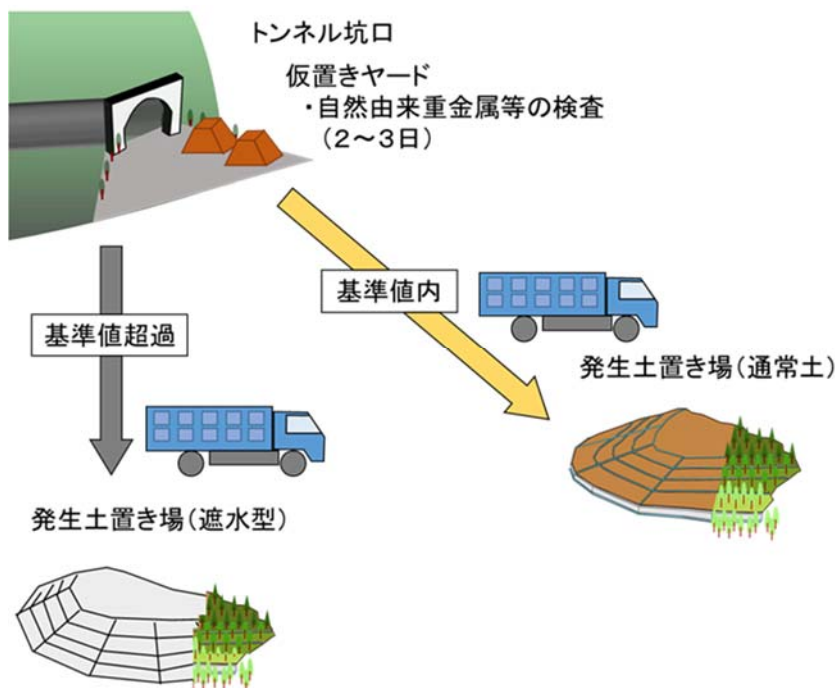 トンネル坑口
仮置きヤード
・自然由来重金属等の検査
(2～3日)
基準値内
基準値超過
発生土置き場(通常土)
発生土置き場(遮水型)